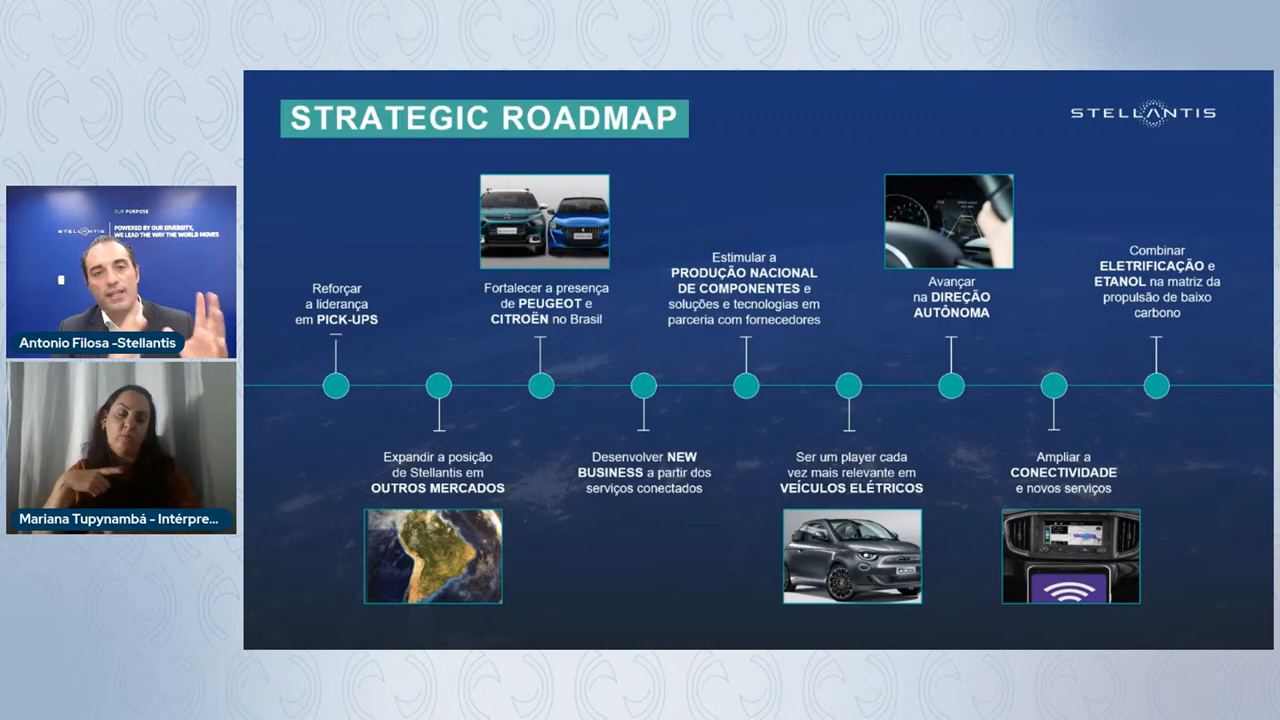 STRATEGIC ROADMAP
STELLANTIS
OUR PURPOSE
STELLANTIS
POWERED BY OUR DIVERSITY,
WE LEAD THE WAY THE WORLD MOVES
Antonio Filosa -Stellantis
Mariana Tupynambá - Intérpre...
Reforçar
a liderança
em PICK-UPS
Expandir a posição
de Stellantis em
OUTROS MERCADOS
Fortalecer a presença
de PEUGEOT e
CITROËN no Brasil
Desenvolver NEW
BUSINESS a partir dos
serviços conectados
Estimular a
PRODUÇÃO NACIONAL
DE COMPONENTES e
soluções e tecnologias em
parceria com fornecedores
Ser um player cada
vez mais relevante em
VEÍCULOS ELÉTRICOS
Avançar
na DIREÇÃO
AUTÔNOMA
Ampliar a
CONECTIVIDADE
e novos serviços
Combinar
ELETRIFICAÇÃO e
ETANOL na matriz da
propulsão de baixo
carbono